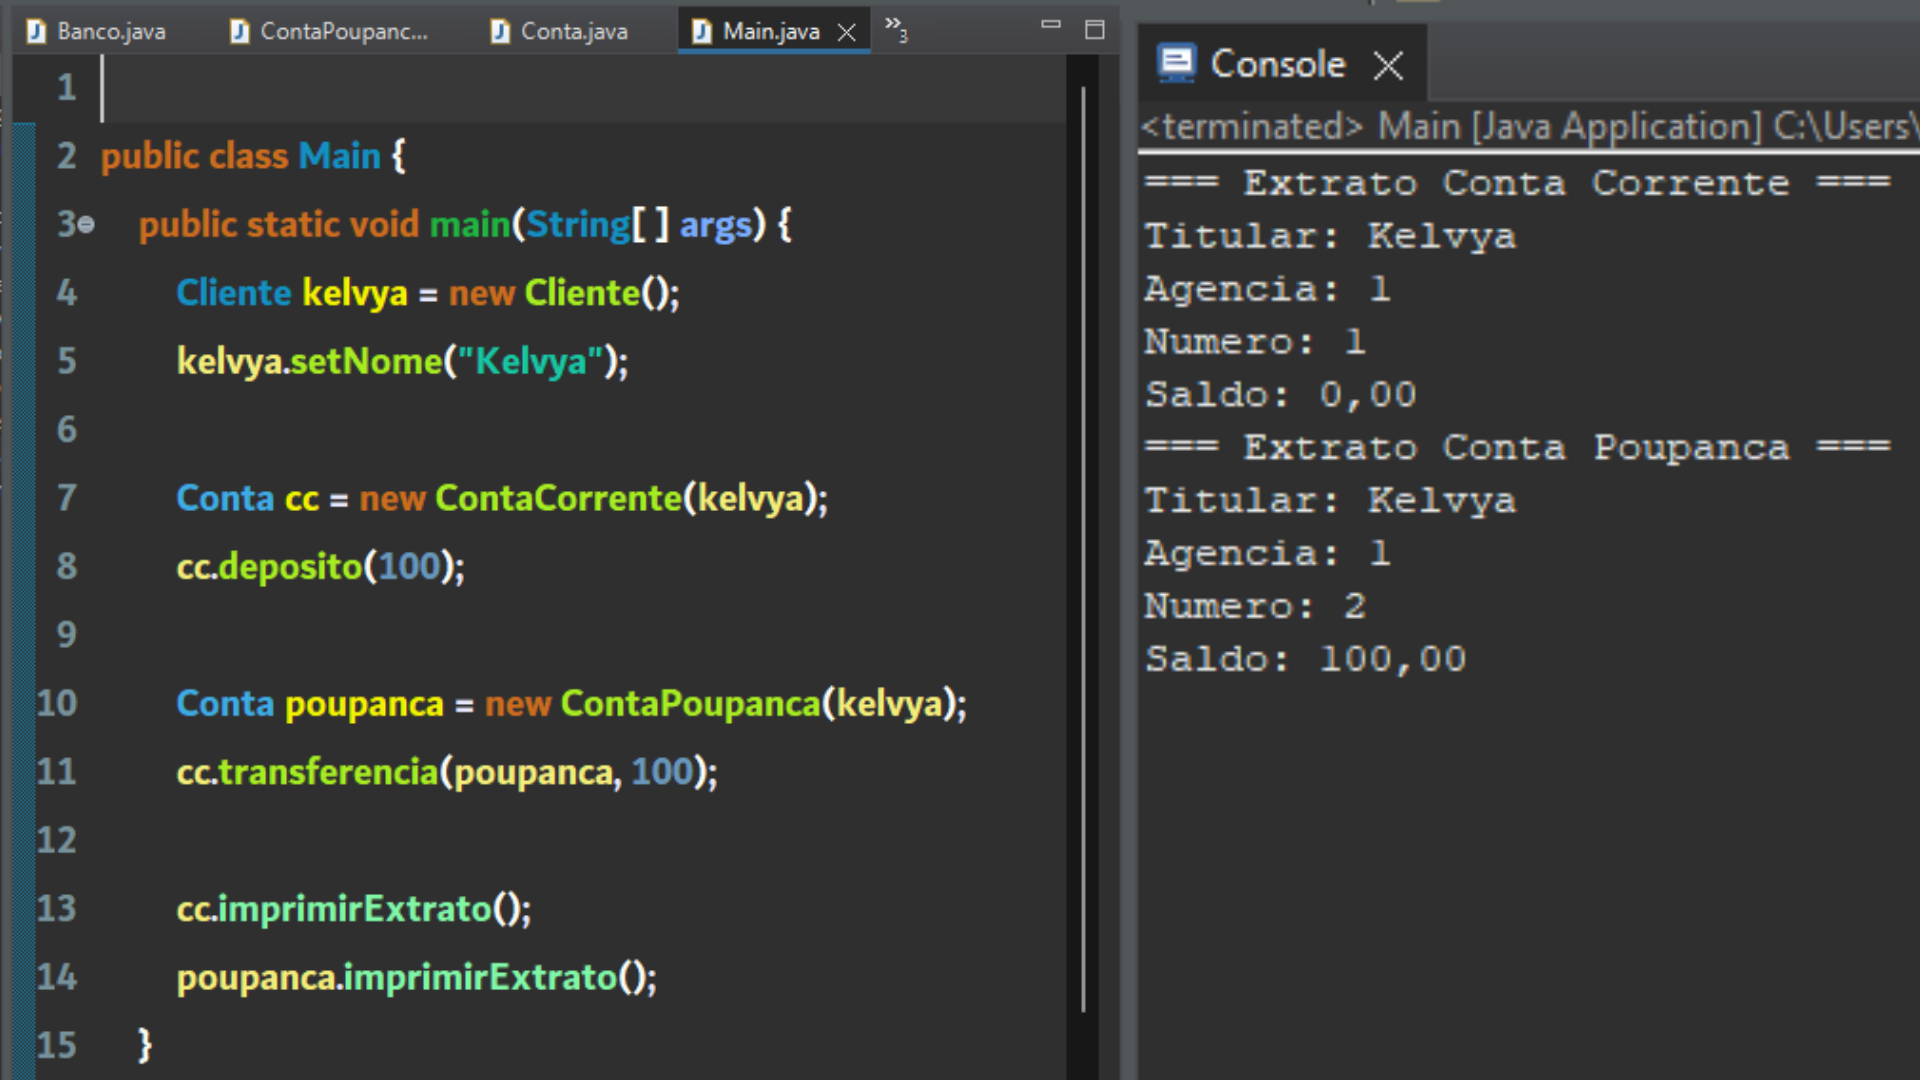 Banco.java ContaPoupanc... Conta.java Main.java »3
1
2 public class Main {
3 public static void main(String[ ] args) {
4 Cliente kelvya = new Cliente();
5 kelvya.setNome("Kelvya");
6
7 Conta cc = new ContaCorrente(kelvya);
8 cc.deposito(100);
9
10 Conta poupanca = new ContaPoupanca(kelvya);
11 cc.transferencia(poupanca, 100);
12
13 cc.imprimirExtrato();
14 poupanca.imprimirExtrato();
15 }
Console
<terminated> Main [Java Application] C:\Users\
=== Extrato Conta Corrente ===
Titular: Kelvya
Agencia: 1
Numero: 1
Saldo: 0,00
=== Extrato Conta Poupanca ===
Titular: Kelvya
Agencia: 1
Numero: 2
Saldo: 100,00